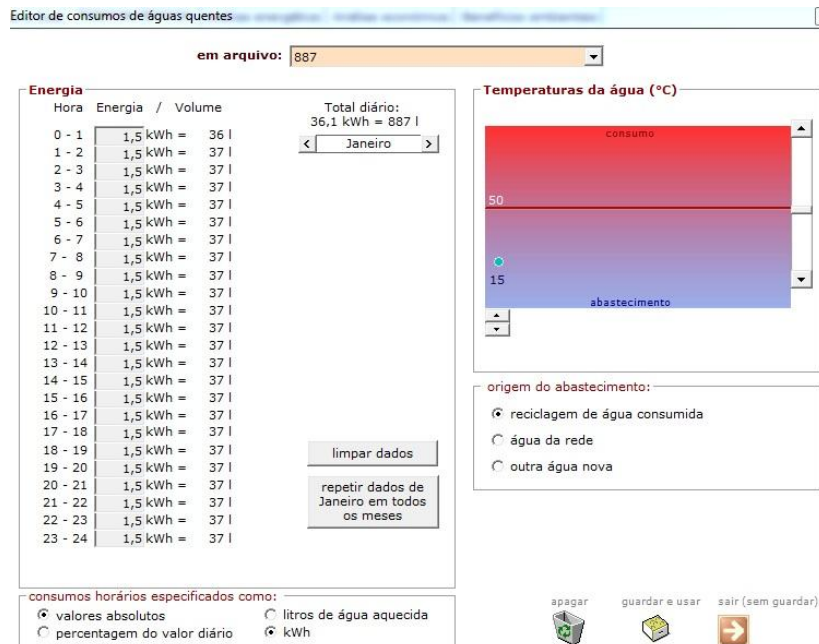 Editor de consumos de águas quentes
em arquivo: 887
Energia
Hora Energia / Volume
0 - 1 1,5 kWh = 36 l
1 - 2 1,5 kWh = 37 l
2 - 3 1,5 kWh = 37 l
3 - 4 1,5 kWh = 37 l
4 - 5 1,5 kWh = 37 l
5 - 6 1,5 kWh = 37 l
6 - 7 1,5 kWh = 37 l
7 - 8 1,5 kWh = 37 l
8 - 9 1,5 kWh = 37 l
9 - 10 1,5 kWh = 37 l
10 - 11 1,5 kWh = 37 l
11 - 12 1,5 kWh = 37 l
12 - 13 1,5 kWh = 37 l
13 - 14 1,5 kWh = 37 l
14 - 15 1,5 kWh = 37 l
15 - 16 1,5 kWh = 37 l
16 - 17 1,5 kWh = 37 l
17 - 18 1,5 kWh = 37 l
18 - 19 1,5 kWh = 37 l
19 - 20 1,5 kWh = 37 l
20 - 21 1,5 kWh = 37 l
21 - 22 1,5 kWh = 37 l
22 - 23 1,5 kWh = 37 l
23 - 24 1,5 kWh = 37 l
Total diário:
36,1 kWh = 887 l
< Janeiro >
limpar dados
repetir dados de
Janeiro em todos
os meses
Temperaturas da água (°C)
consumo
50
15
abastecimento
origem do abastecimento:
reciclagem de água consumida
água da rede
outra água nova
consumos horários especificados como:
valores absolutos
percentagem do valor diário
litros de água aquecida
kWh
apagar
guardar e usar
sair (sem guardar)